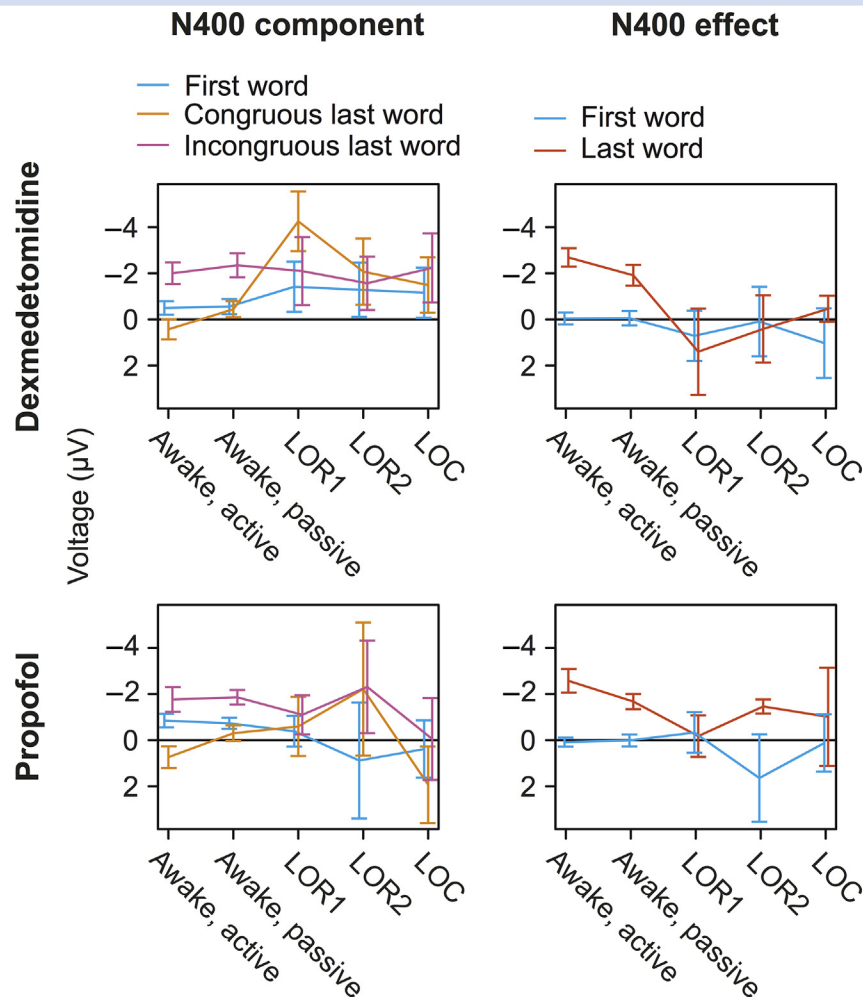 N400 component
N400 effect
First word
Congruous last word
Incongruous last word
First word
Last word
Dexmedetomidine
Voltage (µV)
–4
–2
0
2
Awake, active
Awake, passive
LOR1
LOR2
LOC
–4
–2
0
2
Awake, active
Awake, passive
LOR1
LOR2
LOC
Propofol
–4
–2
0
2
Awake, active
Awake, passive
LOR1
LOR2
LOC
–4
–2
0
2
Awake, active
Awake, passive
LOR1
LOR2
LOC